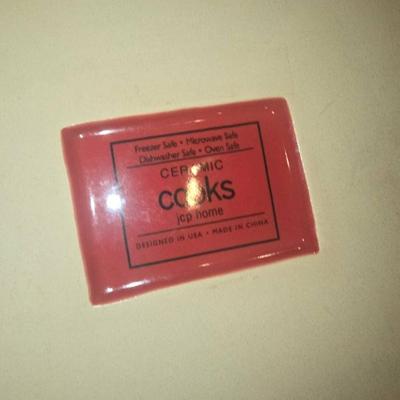 Freezer Safe • Microwave Safe
Dishwasher Safe • Oven Safe
CERAMIC
cooks
jcp home
DESIGNED IN USA • MADE IN CHINA